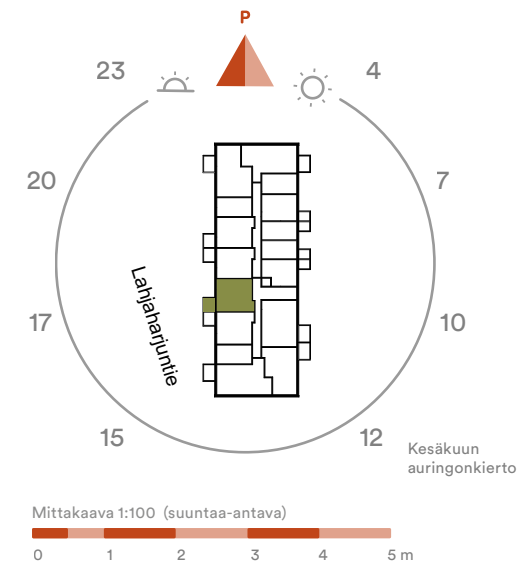 P
23
4
20
7
Lahjaharjuntie
17
10
15
12
Kesäkuun
auringonkierto
Mittakaava 1:100 (suuntaa-antava)
0 1 2 3 4 5 m